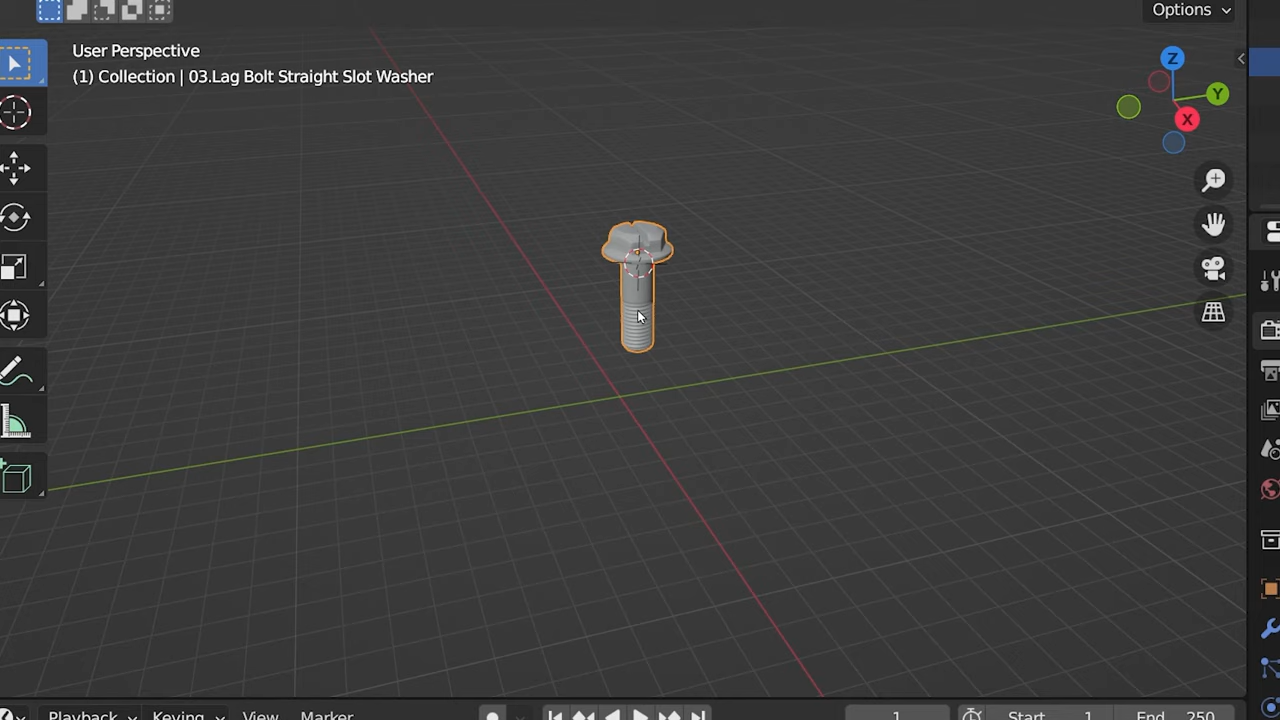 Options
User Perspective
(1) Collection | 03.Lag Bolt Straight Slot Washer
Z
Y
X
Playback
Keying
View
Marker
1
Start
1
End
250